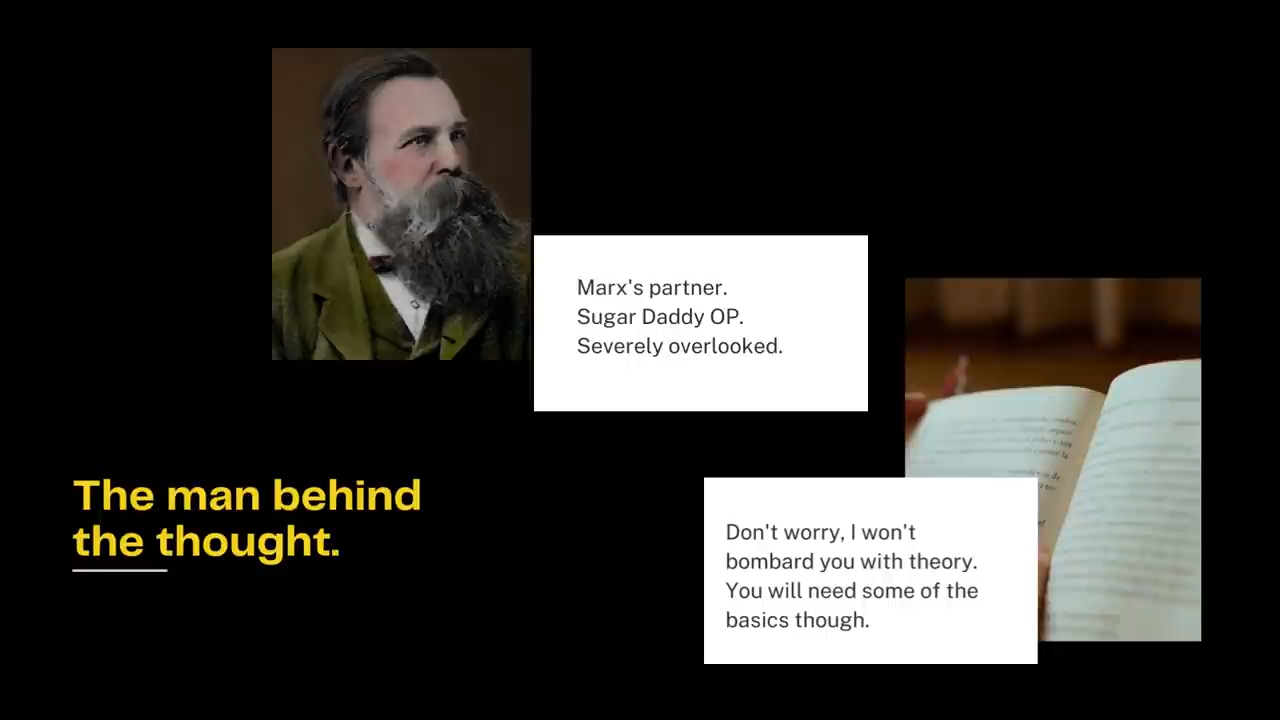 Marx's partner.
Sugar Daddy OP.
Severely overlooked.
The man behind
the thought.
Don't worry, I won't
bombard you with theory.
You will need some of the
basics though.